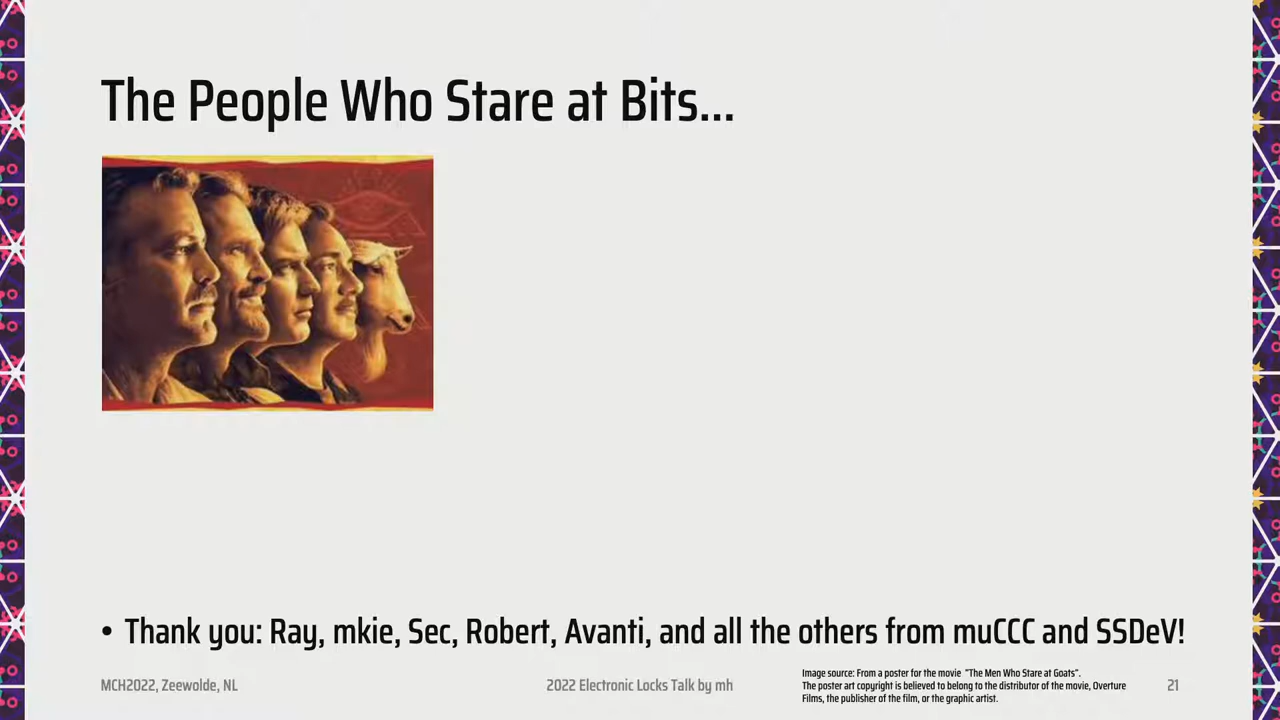 The People Who Stare at Bits...
• Thank you: Ray, mkie, Sec, Robert, Avanti, and all the others from muCCC and SSDeV!
MCH2022, Zeewolde, NL
2022 Electronic Locks Talk by mh
Image source: From a poster for the movie "The Men Who Stare at Goats".
The poster art copyright is believed to belong to the distributor of the movie, Overture
Films, the publisher of the film, or the graphic artist.
21